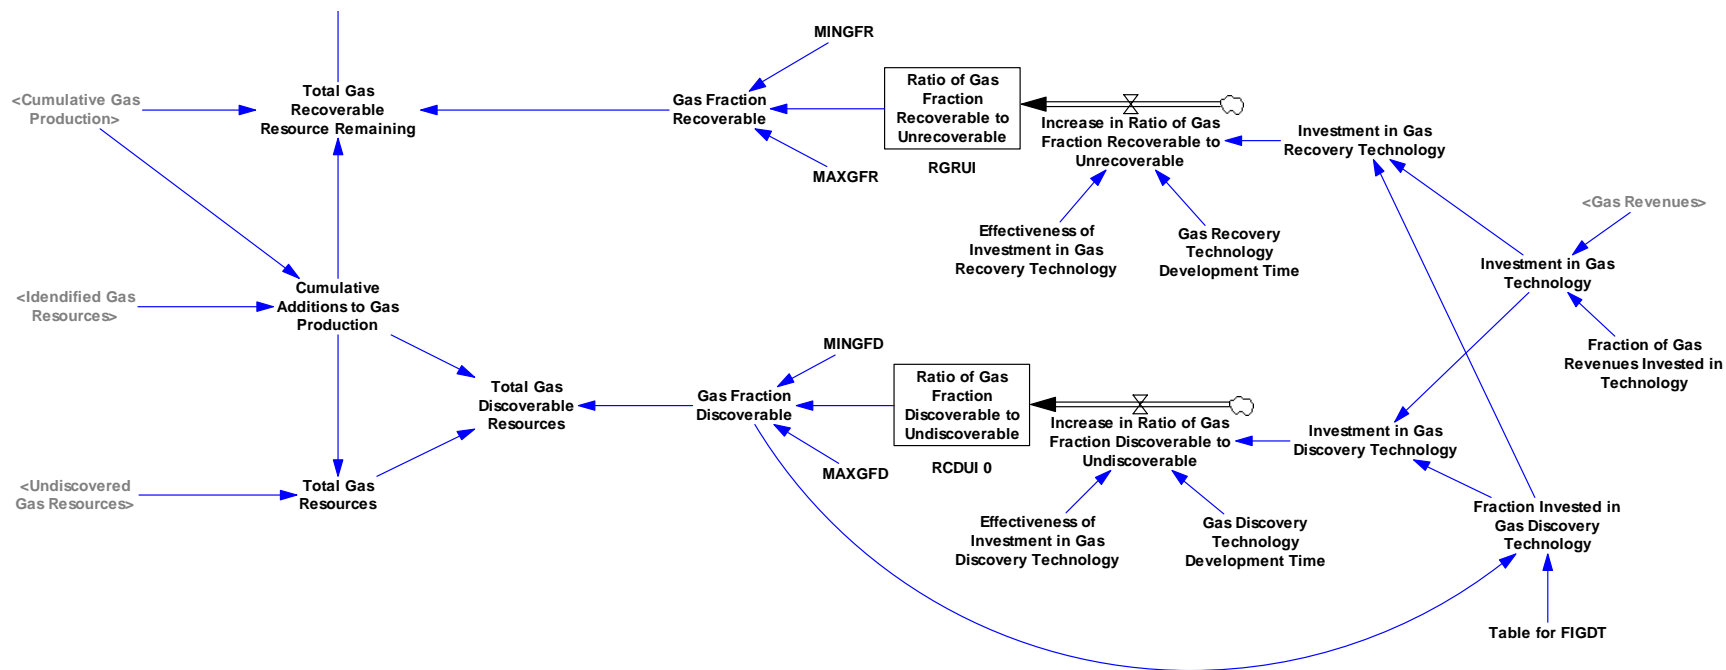 MINGFR
<Cumulative Gas
Production>
Total Gas
Recoverable
Resource Remaining
Gas Fraction
Recoverable
Ratio of Gas
Fraction
Recoverable to
Unrecoverable
RGRUI
Increase in Ratio of Gas
Fraction Recoverable to
Unrecoverable
Investment in Gas
Recovery Technology
MAXGFR
<Gas Revenues>
Effectiveness of
Investment in Gas
Recovery Technology
Gas Recovery
Technology
Development Time
Investment in Gas
Technology
<Idendified Gas
Resources>
Cumulative
Additions to Gas
Production
Fraction of Gas
Revenues Invested in
Technology
MINGFD
Total Gas
Discoverable
Resources
Gas Fraction
Discoverable
Ratio of Gas
Fraction
Discoverable to
Undiscoverable
RCDUI 0
Increase in Ratio of Gas
Fraction Discoverable to
Undiscoverable
Investment in Gas
Discovery Technology
MAXGFD
<Undiscovered
Gas Resources>
Total Gas
Resources
Effectiveness of
Investment in Gas
Discovery Technology
Gas Discovery
Technology
Development Time
Fraction Invested in
Gas Discovery
Technology
Table for FIGDT